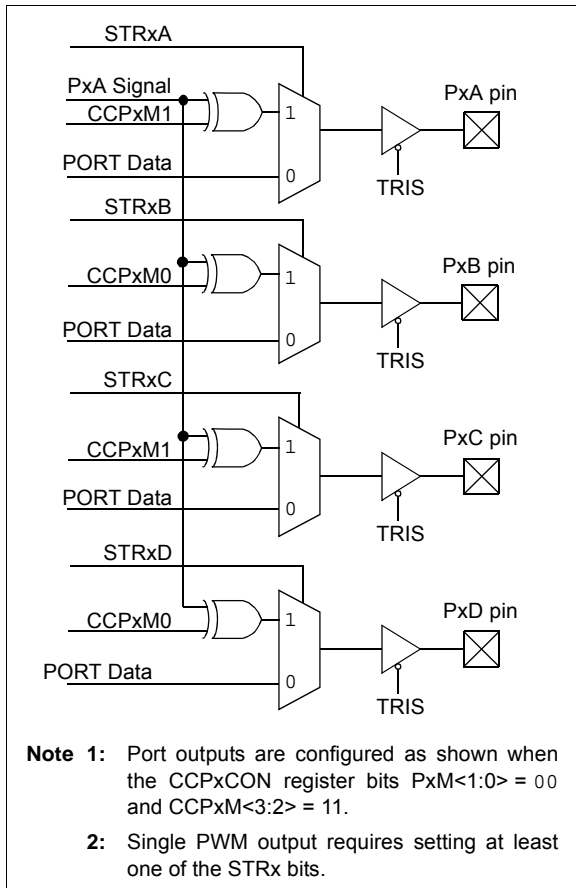 STRxA
PxA Signal
CCPxM1
PORT Data
1
0
TRIS
PxA pin
STRxB
CCPxM0
PORT Data
1
0
TRIS
PxB pin
STRxC
CCPxM1
PORT Data
1
0
TRIS
PxC pin
STRxD
CCPxM0
PORT Data
1
0
TRIS
PxD pin
Note 1: Port outputs are configured as shown when
the CCPxCON register bits PxM<1:0> = 00
and CCPxM<3:2> = 11.
2: Single PWM output requires setting at least
one of the STRx bits.